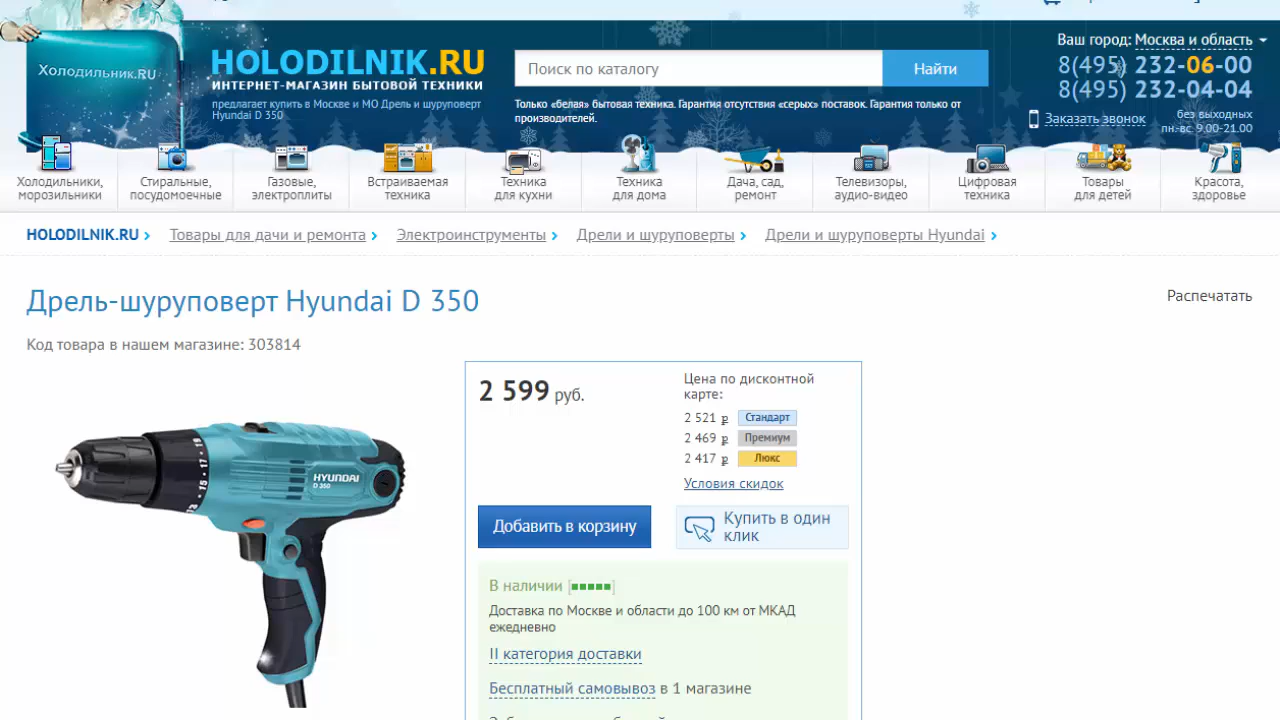 Холодильник.RU
HOLODILNIK.RU
ИНТЕРНЕТ-МАГАЗИН БЫТОВОЙ ТЕХНИКИ
предлагает купить в Москве и МО Дрель и шуруповерт
Hyundai D 350
Поиск по каталогу
Найти
Только «белая» бытовая техника. Гарантия отсутствия «серых» поставок. Гарантия только от
производителей.
Ваш город: Москва и область
8(495) 232-06-00
8(495) 232-04-04
Заказать звонок
без выходных
пн-вс: 9.00-21.00
Холодильники,
морозильники
Стиральные,
посудомоечные
Газовые,
электроплиты
Встраиваемая
техника
Техника
для кухни
Техника
для дома
Дача, сад,
ремонт
Телевизоры,
аудио-видео
Цифровая
техника
Товары
для детей
Красота,
здоровье
HOLODILNIK.RU
Товары для дачи и ремонта
Электроинструменты
Дрели и шуруповерты
Дрели и шуруповерты Hyundai
Дрель-шуруповерт Hyundai D 350
Распечатать
Код товара в нашем магазине: 303814
HYUNDAI
D 350
13 · 15 · 17 · 19
2 599 руб.
Цена по дисконтной
карте:
2 521 ₽ Стандарт
2 469 ₽ Премиум
2 417 ₽ Люкс
Условия скидок
Добавить в корзину
Купить в один
клик
В наличии
Доставка по Москве и области до 100 км от МКАД
ежедневно
II категория доставки
Бесплатный самовывоз в 1 магазине